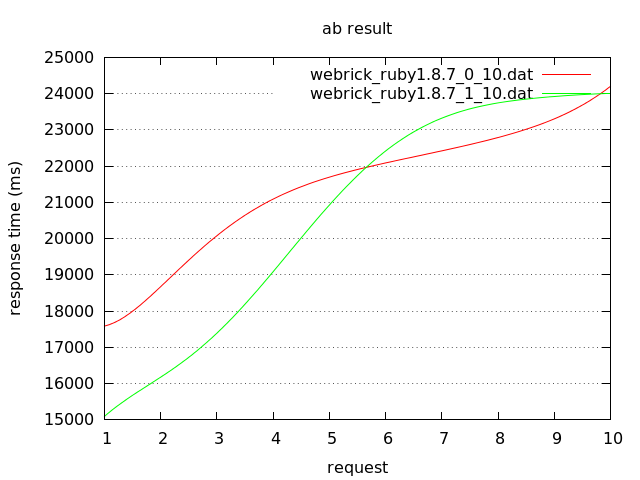 ab result
25000
24000
23000
22000
21000
20000
19000
18000
17000
16000
15000
response time (ms)
webrick_ruby1.8.7_0_10.dat
webrick_ruby1.8.7_1_10.dat
1 2 3 4 5 6 7 8 9 10
request